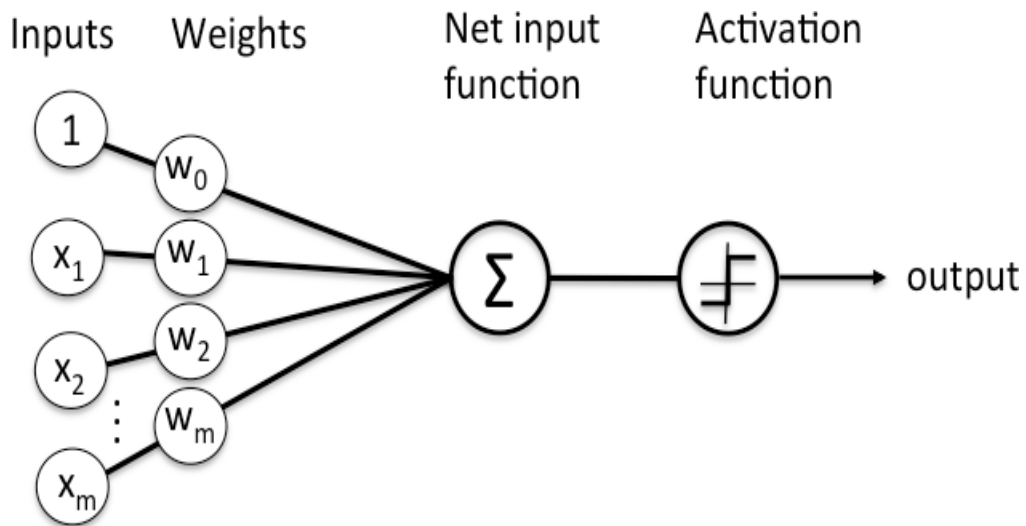 Inputs
Weights
Net input
function
Activation
function
1
w₀
x₁
w₁
x₂
w₂
⋮
xₘ
wₘ
Σ
output